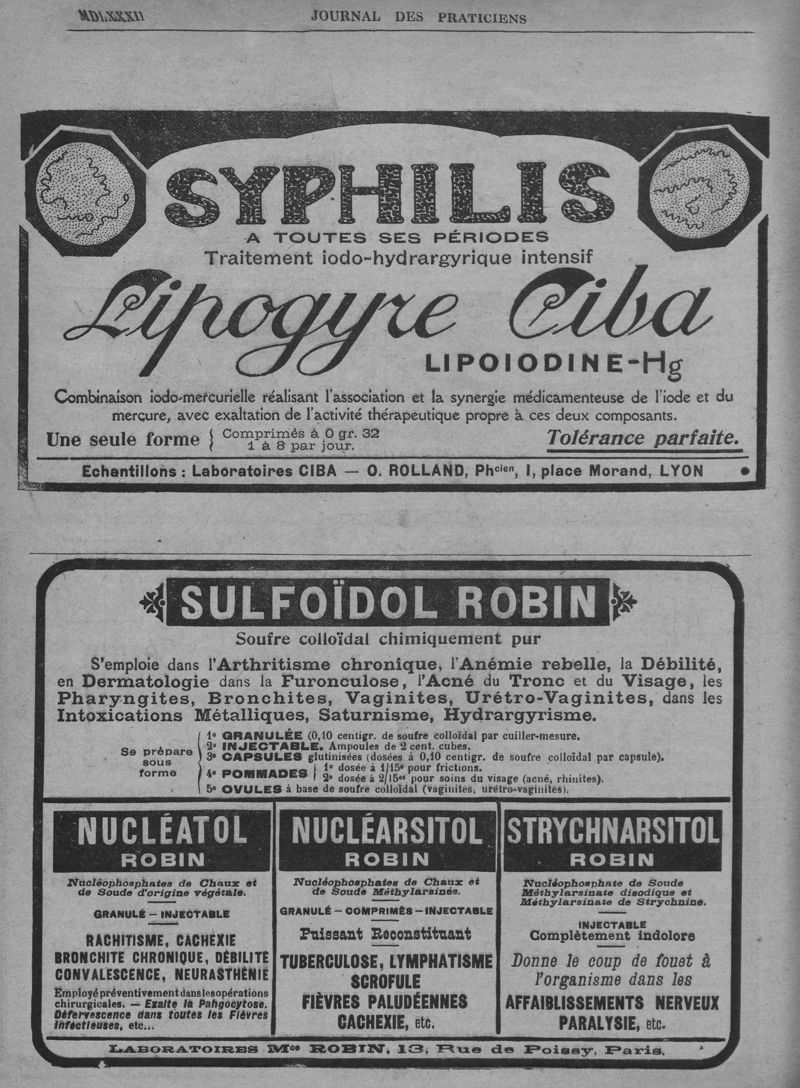 MDLXXXII
JOURNAL DES PRATICIENS
SYPHILIS
A TOUTES SES PÉRIODES
Traitement iodo-hydrargyrique intensif
Lipogyre Ciba
LIPOIODINE-Hg
Combinaison iodo-mercurielle réalisant l'association et la synergie médicamenteuse de l'iode et du
mercure, avec exaltation de l'activité thérapeutique propre à ces deux composants.
Une seule forme { Comprimés à 0 gr. 32
1 à 8 par jour.
Tolérance parfaite.
Echantillons : Laboratoires CIBA — O. ROLLAND, Phcien, I, place Morand, LYON
SULFOÏDOL ROBIN
Soufre colloïdal chimiquement pur
S'emploie dans l'Arthritisme chronique, l'Anémie rebelle, la Débilité,
en Dermatologie dans la Furonculose, l'Acné du Tronc et du Visage, les
Pharyngites, Bronchites, Vaginites, Urétro-Vaginites, dans les
Intoxications Métalliques, Saturnisme, Hydrargyrisme.
Se prépare
sous
forme
1º GRANULÉE (0,10 centigr. de soufre colloïdal par cuiller-mesure.
2º INJECTABLE. Ampoules de 2 cent. cubes.
3º CAPSULES glutinisées (dosées à 0,10 centigr. de soufre colloïdal par capsule).
4º POMMADES { 1º dosée à 1/15e pour frictions.
2º dosée à 2/15es pour soins du visage (acné, rhinites).
5º OVULES à base de soufre colloïdal (vaginites, urétro-vaginites).
NUCLÉATOL
ROBIN
Nucléophosphates de Chaux et
de Soude d'origine végétale.
GRANULÉ – INJECTABLE
RACHITISME, CACHEXIE
BRONCHITE CHRONIQUE, DÉBILITÉ
CONVALESCENCE, NEURASTHÉNIE
Employé préventivement dans les opérations
chirurgicales. — Exalte la Pahgocytose.
Défervescence dans toutes les Fièvres
infectieuses, etc...
NUCLÉARSITOL
ROBIN
Nucléophosphates de Chaux et
de Soude Méthylarsinés.
GRANULÉ – COMPRIMÉS – INJECTABLE
Puissant Reconstituant
TUBERCULOSE, LYMPHATISME
SCROFULE
FIÈVRES PALUDÉENNES
CACHEXIE, etc.
STRYCHNARSITOL
ROBIN
Nucléophosphate de Soude
Méthylarsinate disodique et
Méthylarsinate de Strychnine.
INJECTABLE
Complètement indolore
Donne le coup de fouet à
l'organisme dans les
AFFAIBLISSEMENTS NERVEUX
PARALYSIE, etc.
LABORATOIRES Mce ROBIN, 13, Rue de Poissy, Paris.